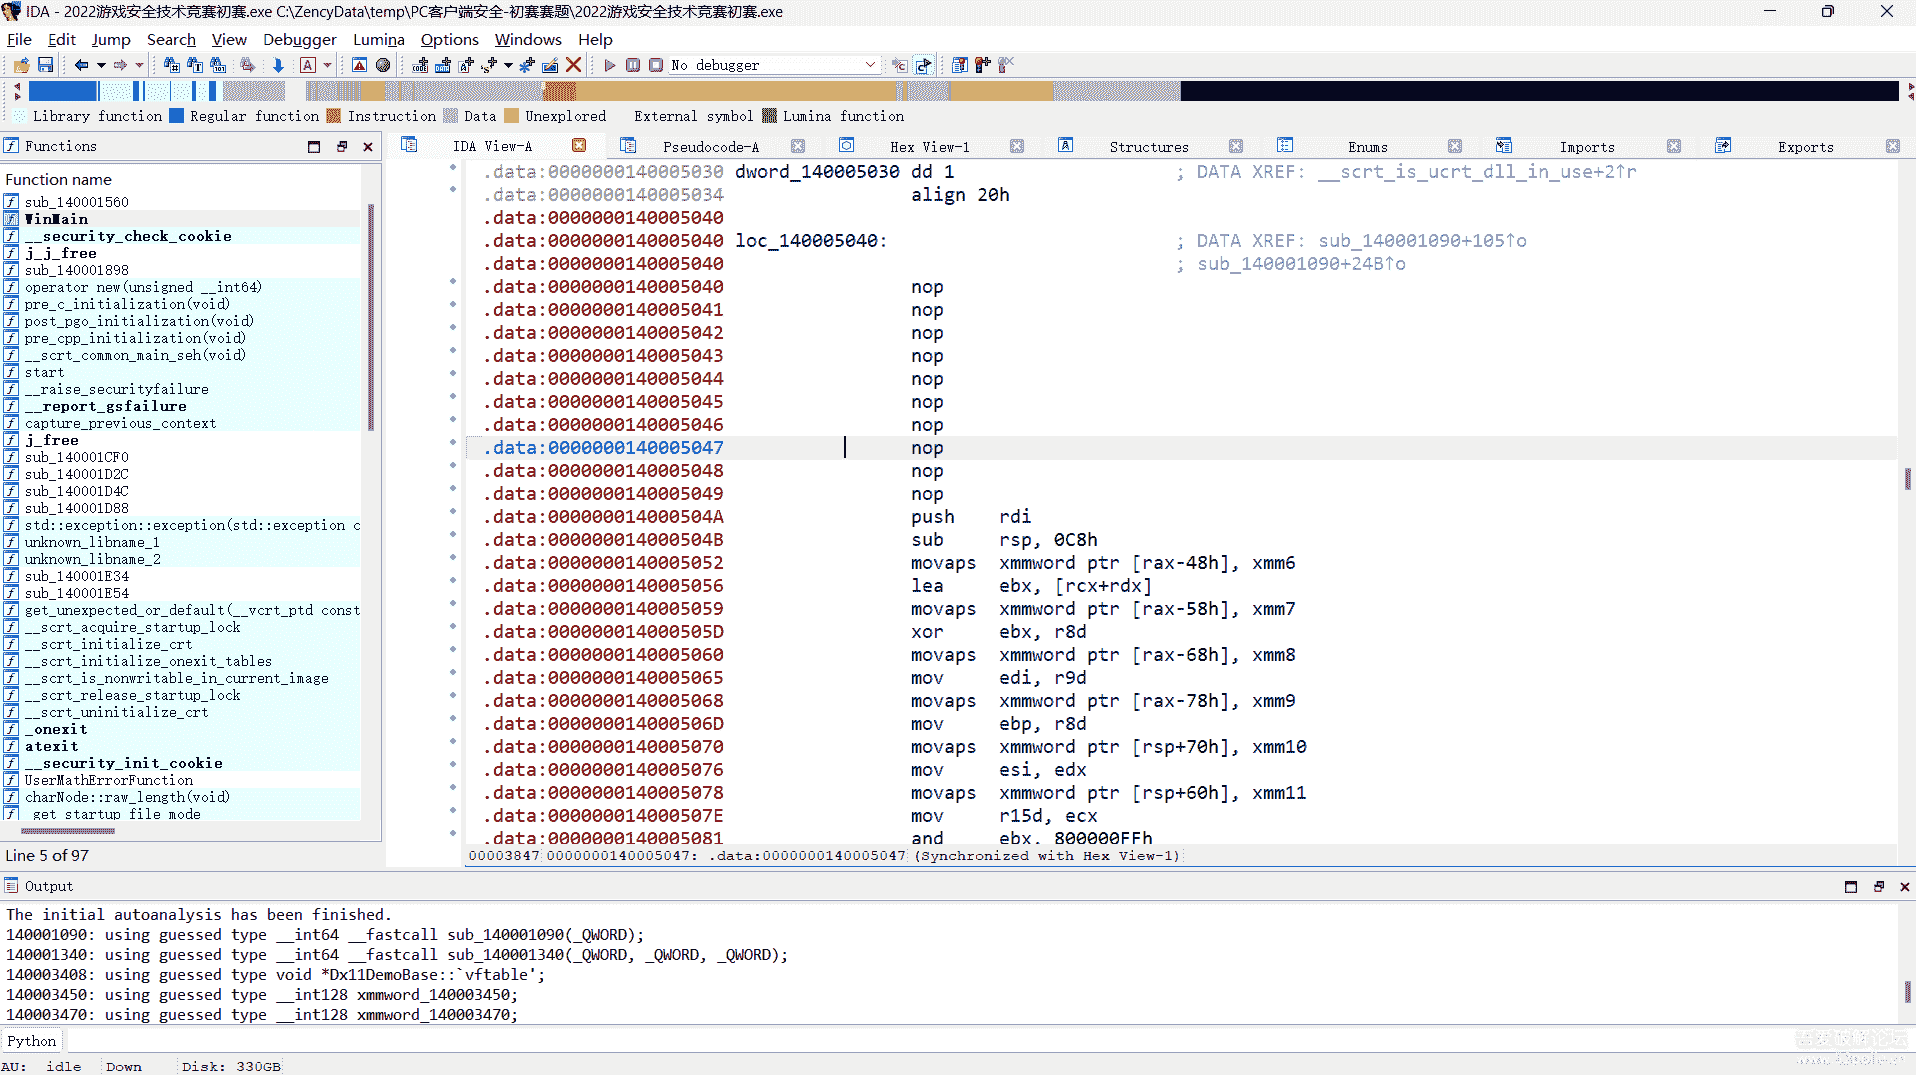 IDA - 2022游戏安全技术竞赛初赛.exe C:\ZencyData\temp\PC客户端安全-初赛赛题\2022游戏安全技术竞赛初赛.exe
File Edit Jump Search View Debugger Lumina Options Windows Help
No debugger
Library function Regular function Instruction Data Unexplored External symbol Lumina function
Functions
IDA View-A Pseudocode-A Hex View-1 Structures Enums Imports Exports
Function name
sub_140001560
WinMain
__security_check_cookie
j_j_free
sub_140001898
operator new(unsigned __int64)
pre_c_initialization(void)
post_pgo_initialization(void)
pre_cpp_initialization(void)
__scrt_common_main_seh(void)
start
__raise_securityfailure
__report_gsfailure
capture_previous_context
j_free
sub_140001CF0
sub_140001D2C
sub_140001D4C
sub_140001D88
std::exception::exception(std::exception c
unknown_libname_1
unknown_libname_2
sub_140001E34
sub_140001E54
get_unexpected_or_default(__vcrt_ptd const
__scrt_acquire_startup_lock
__scrt_initialize_crt
__scrt_initialize_onexit_tables
__scrt_is_nonwritable_in_current_image
__scrt_release_startup_lock
__scrt_uninitialize_crt
_onexit
atexit
__security_init_cookie
UserMathErrorFunction
charNode::raw_length(void)
_get_startup_file_mode
Line 5 of 97
.data:0000000140005030 dword_140005030 dd 1 ; DATA XREF: __scrt_is_ucrt_dll_in_use+2↑r
.data:0000000140005034 align 20h
.data:0000000140005040
.data:0000000140005040 loc_140005040: ; DATA XREF: sub_140001090+105↑o
.data:0000000140005040 ; sub_140001090+24B↑o
.data:0000000140005040 nop
.data:0000000140005041 nop
.data:0000000140005042 nop
.data:0000000140005043 nop
.data:0000000140005044 nop
.data:0000000140005045 nop
.data:0000000140005046 nop
.data:0000000140005047 nop
.data:0000000140005048 nop
.data:0000000140005049 nop
.data:000000014000504A push rdi
.data:000000014000504B sub rsp, 0C8h
.data:0000000140005052 movaps xmmword ptr [rax-48h], xmm6
.data:0000000140005056 lea ebx, [rcx+rdx]
.data:0000000140005059 movaps xmmword ptr [rax-58h], xmm7
.data:000000014000505D xor ebx, r8d
.data:0000000140005060 movaps xmmword ptr [rax-68h], xmm8
.data:0000000140005065 mov edi, r9d
.data:0000000140005068 movaps xmmword ptr [rax-78h], xmm9
.data:000000014000506D mov ebp, r8d
.data:0000000140005070 movaps xmmword ptr [rsp+70h], xmm10
.data:0000000140005076 mov esi, edx
.data:0000000140005078 movaps xmmword ptr [rsp+60h], xmm11
.data:000000014000507E mov r15d, ecx
.data:0000000140005081 and ebx, 800000FFh
00003847 0000000140005047: .data:0000000140005047 (Synchronized with Hex View-1)
Output
The initial autoanalysis has been finished.
140001090: using guessed type __int64 __fastcall sub_140001090(_QWORD);
140001340: using guessed type __int64 __fastcall sub_140001340(_QWORD, _QWORD, _QWORD);
140003408: using guessed type void *Dx11DemoBase::`vftable';
140003450: using guessed type __int128 xmmword_140003450;
140003470: using guessed type __int128 xmmword_140003470;
Python
AU: idle Down Disk: 330GB